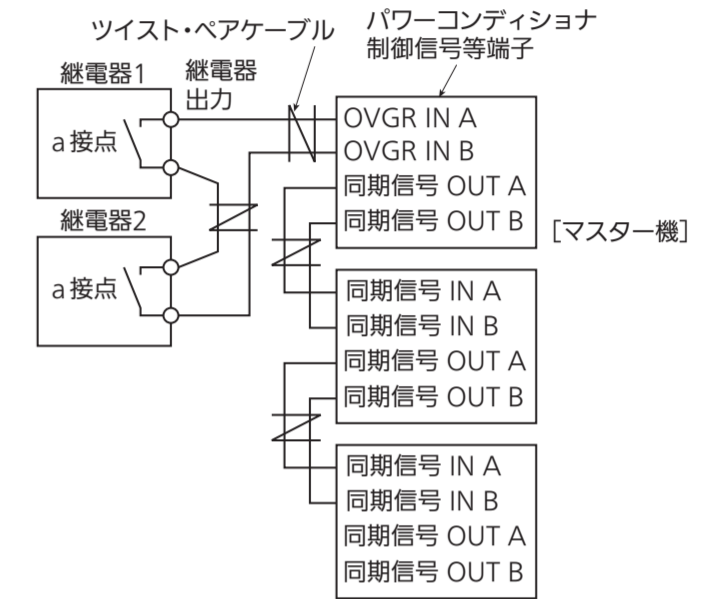 ツイスト・ペアケーブル
パワーコンディショナ
制御信号等端子
継電器1
継電器
出力
a接点
継電器2
a接点
OVGR IN A
OVGR IN B
同期信号 OUT A
同期信号 OUT B
[マスター機]
同期信号 IN A
同期信号 IN B
同期信号 OUT A
同期信号 OUT B
同期信号 IN A
同期信号 IN B
同期信号 OUT A
同期信号 OUT B